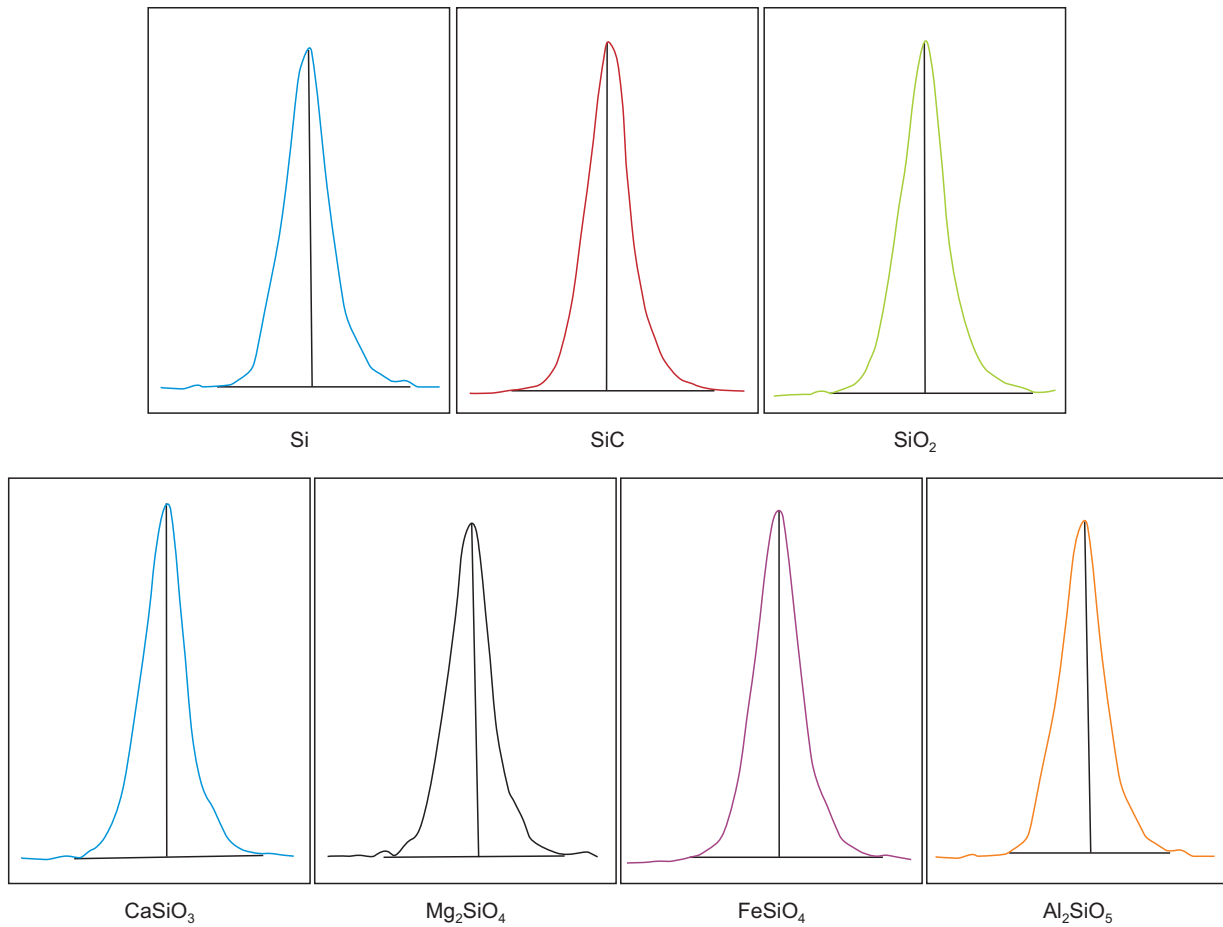 Si
SiC
SiO₂
CaSiO₃
Mg₂SiO₄
FeSiO₄
Al₂SiO₅